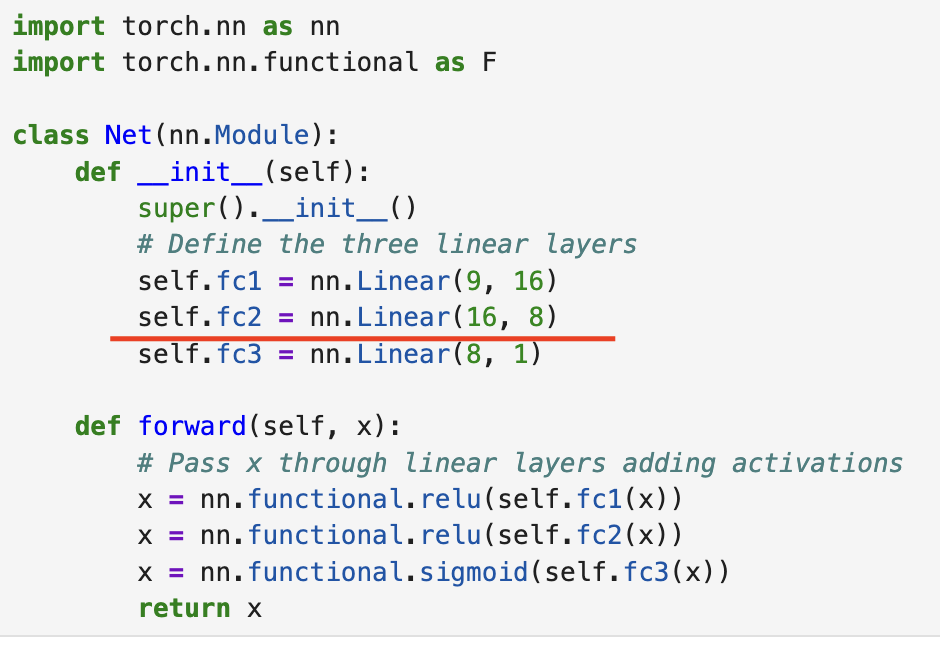 import torch.nn as nn
import torch.nn.functional as F

class Net(nn.Module):
    def __init__(self):
        super().__init__()
        # Define the three linear layers
        self.fc1 = nn.Linear(9, 16)
        self.fc2 = nn.Linear(16, 8)
        self.fc3 = nn.Linear(8, 1)

    def forward(self, x):
        # Pass x through linear layers adding activations
        x = nn.functional.relu(self.fc1(x))
        x = nn.functional.relu(self.fc2(x))
        x = nn.functional.sigmoid(self.fc3(x))
        return x